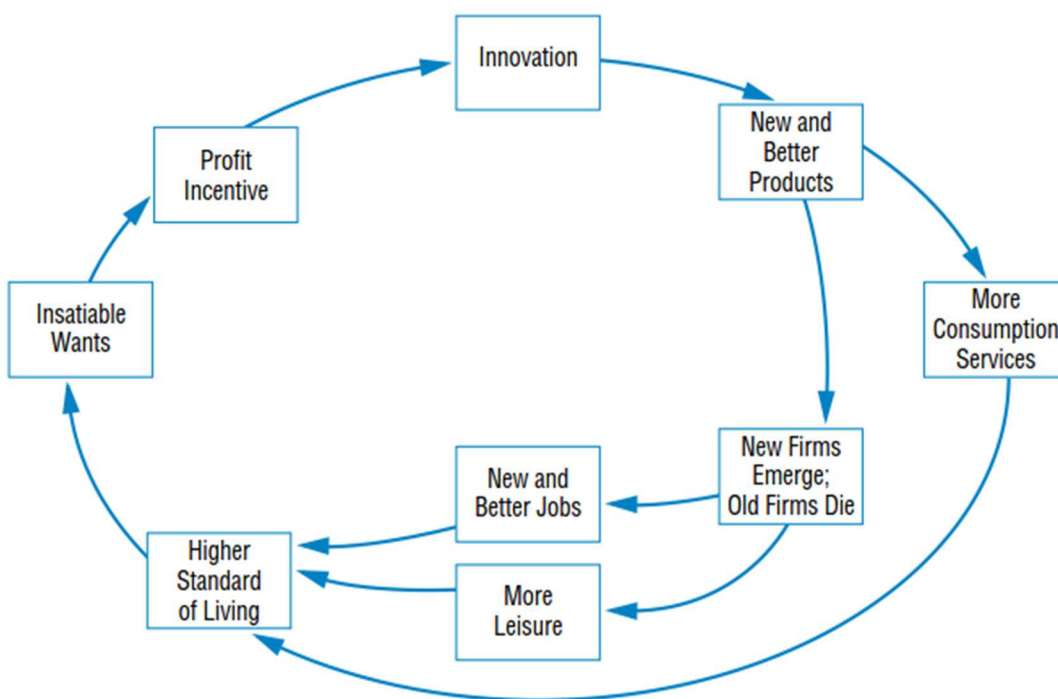 Innovation
New and
Better
Products
Profit
Incentive
More
Consumption
Services
Insatiable
Wants
New Firms
Emerge;
Old Firms Die
New and
Better Jobs
Higher
Standard
of Living
More
Leisure